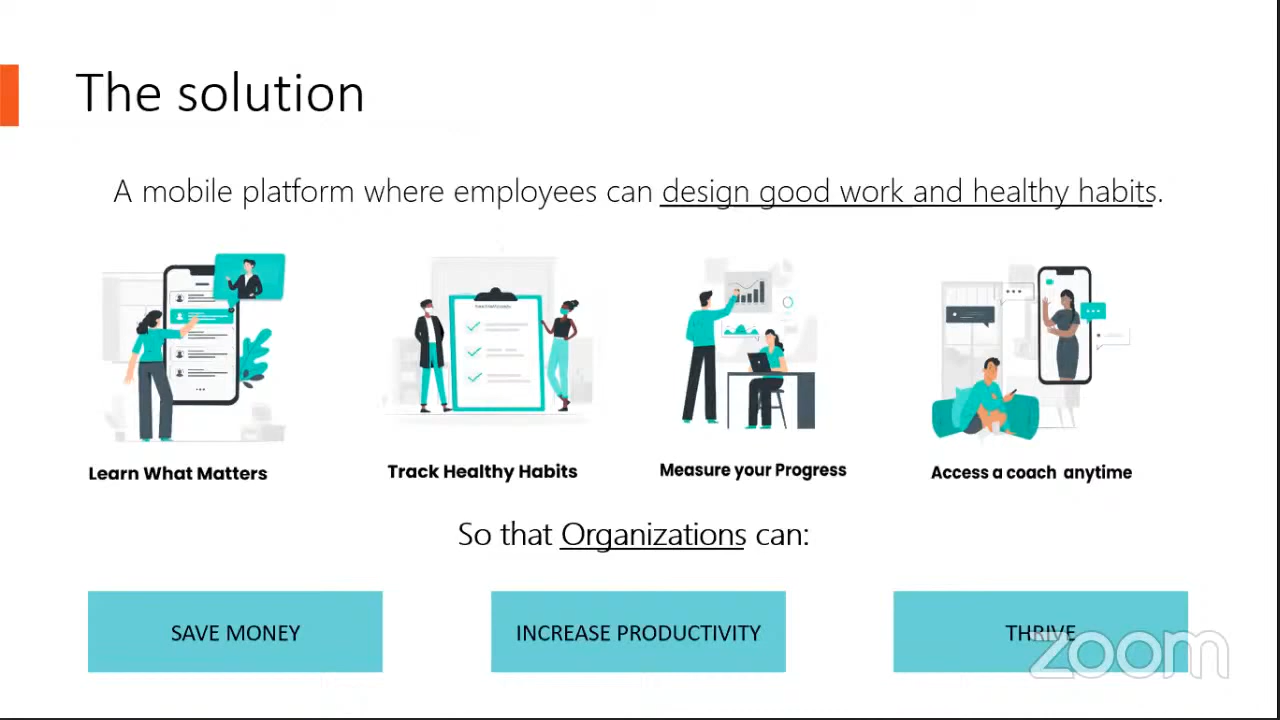 The solution
A mobile platform where employees can design good work and healthy habits.
Learn What Matters
Track Healthy Habits
Measure your Progress
Access a coach anytime
So that Organizations can:
SAVE MONEY
INCREASE PRODUCTIVITY
THRIVE
zoom